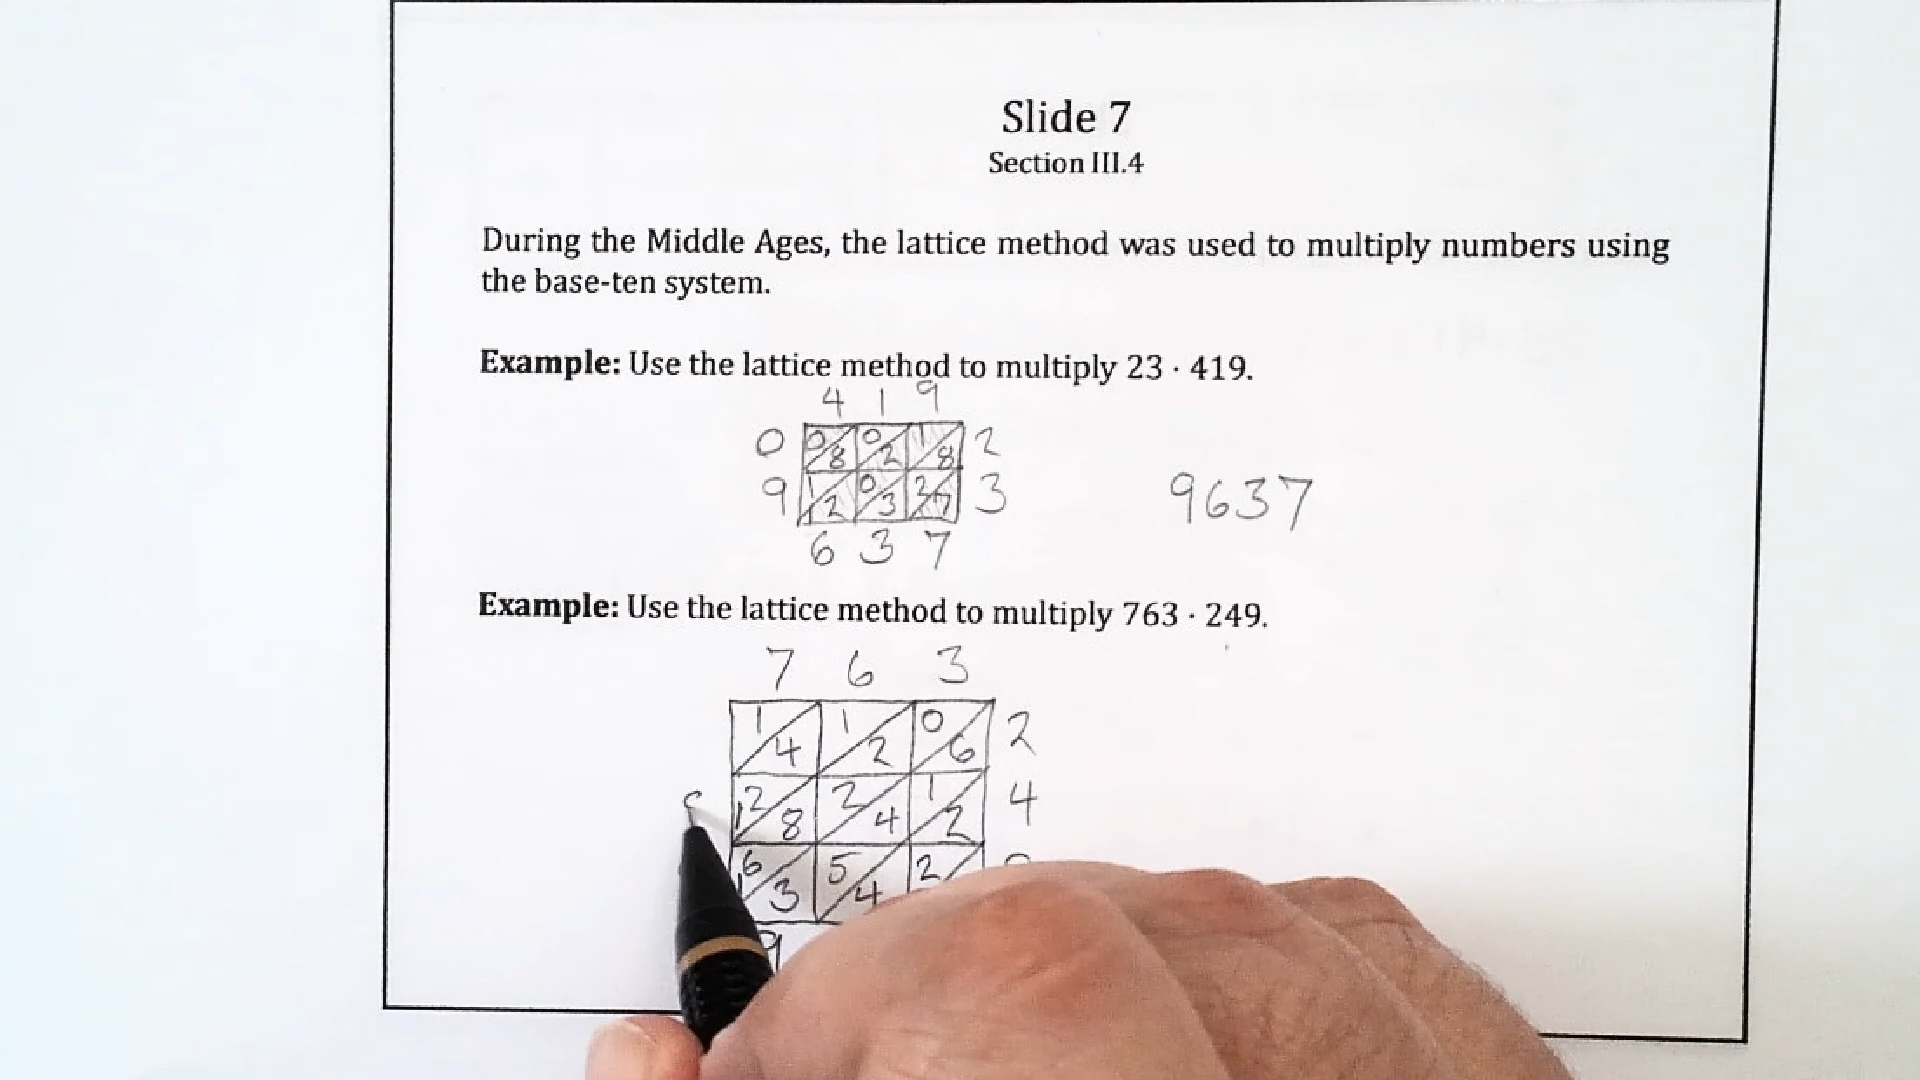 Slide 7
Section III.4
During the Middle Ages, the lattice method was used to multiply numbers using
the base-ten system.
Example: Use the lattice method to multiply 23 · 419.
4 1 9
0 0 8 0 2 1 8 2
9 1 1 2 0 3 2 7 3
6 3 7
9637
Example: Use the lattice method to multiply 763 · 249.
7 6 3
1 4 1 2 0 6 2
1 2 8 2 4 1 2 4
1 6 3 5 4 2
9